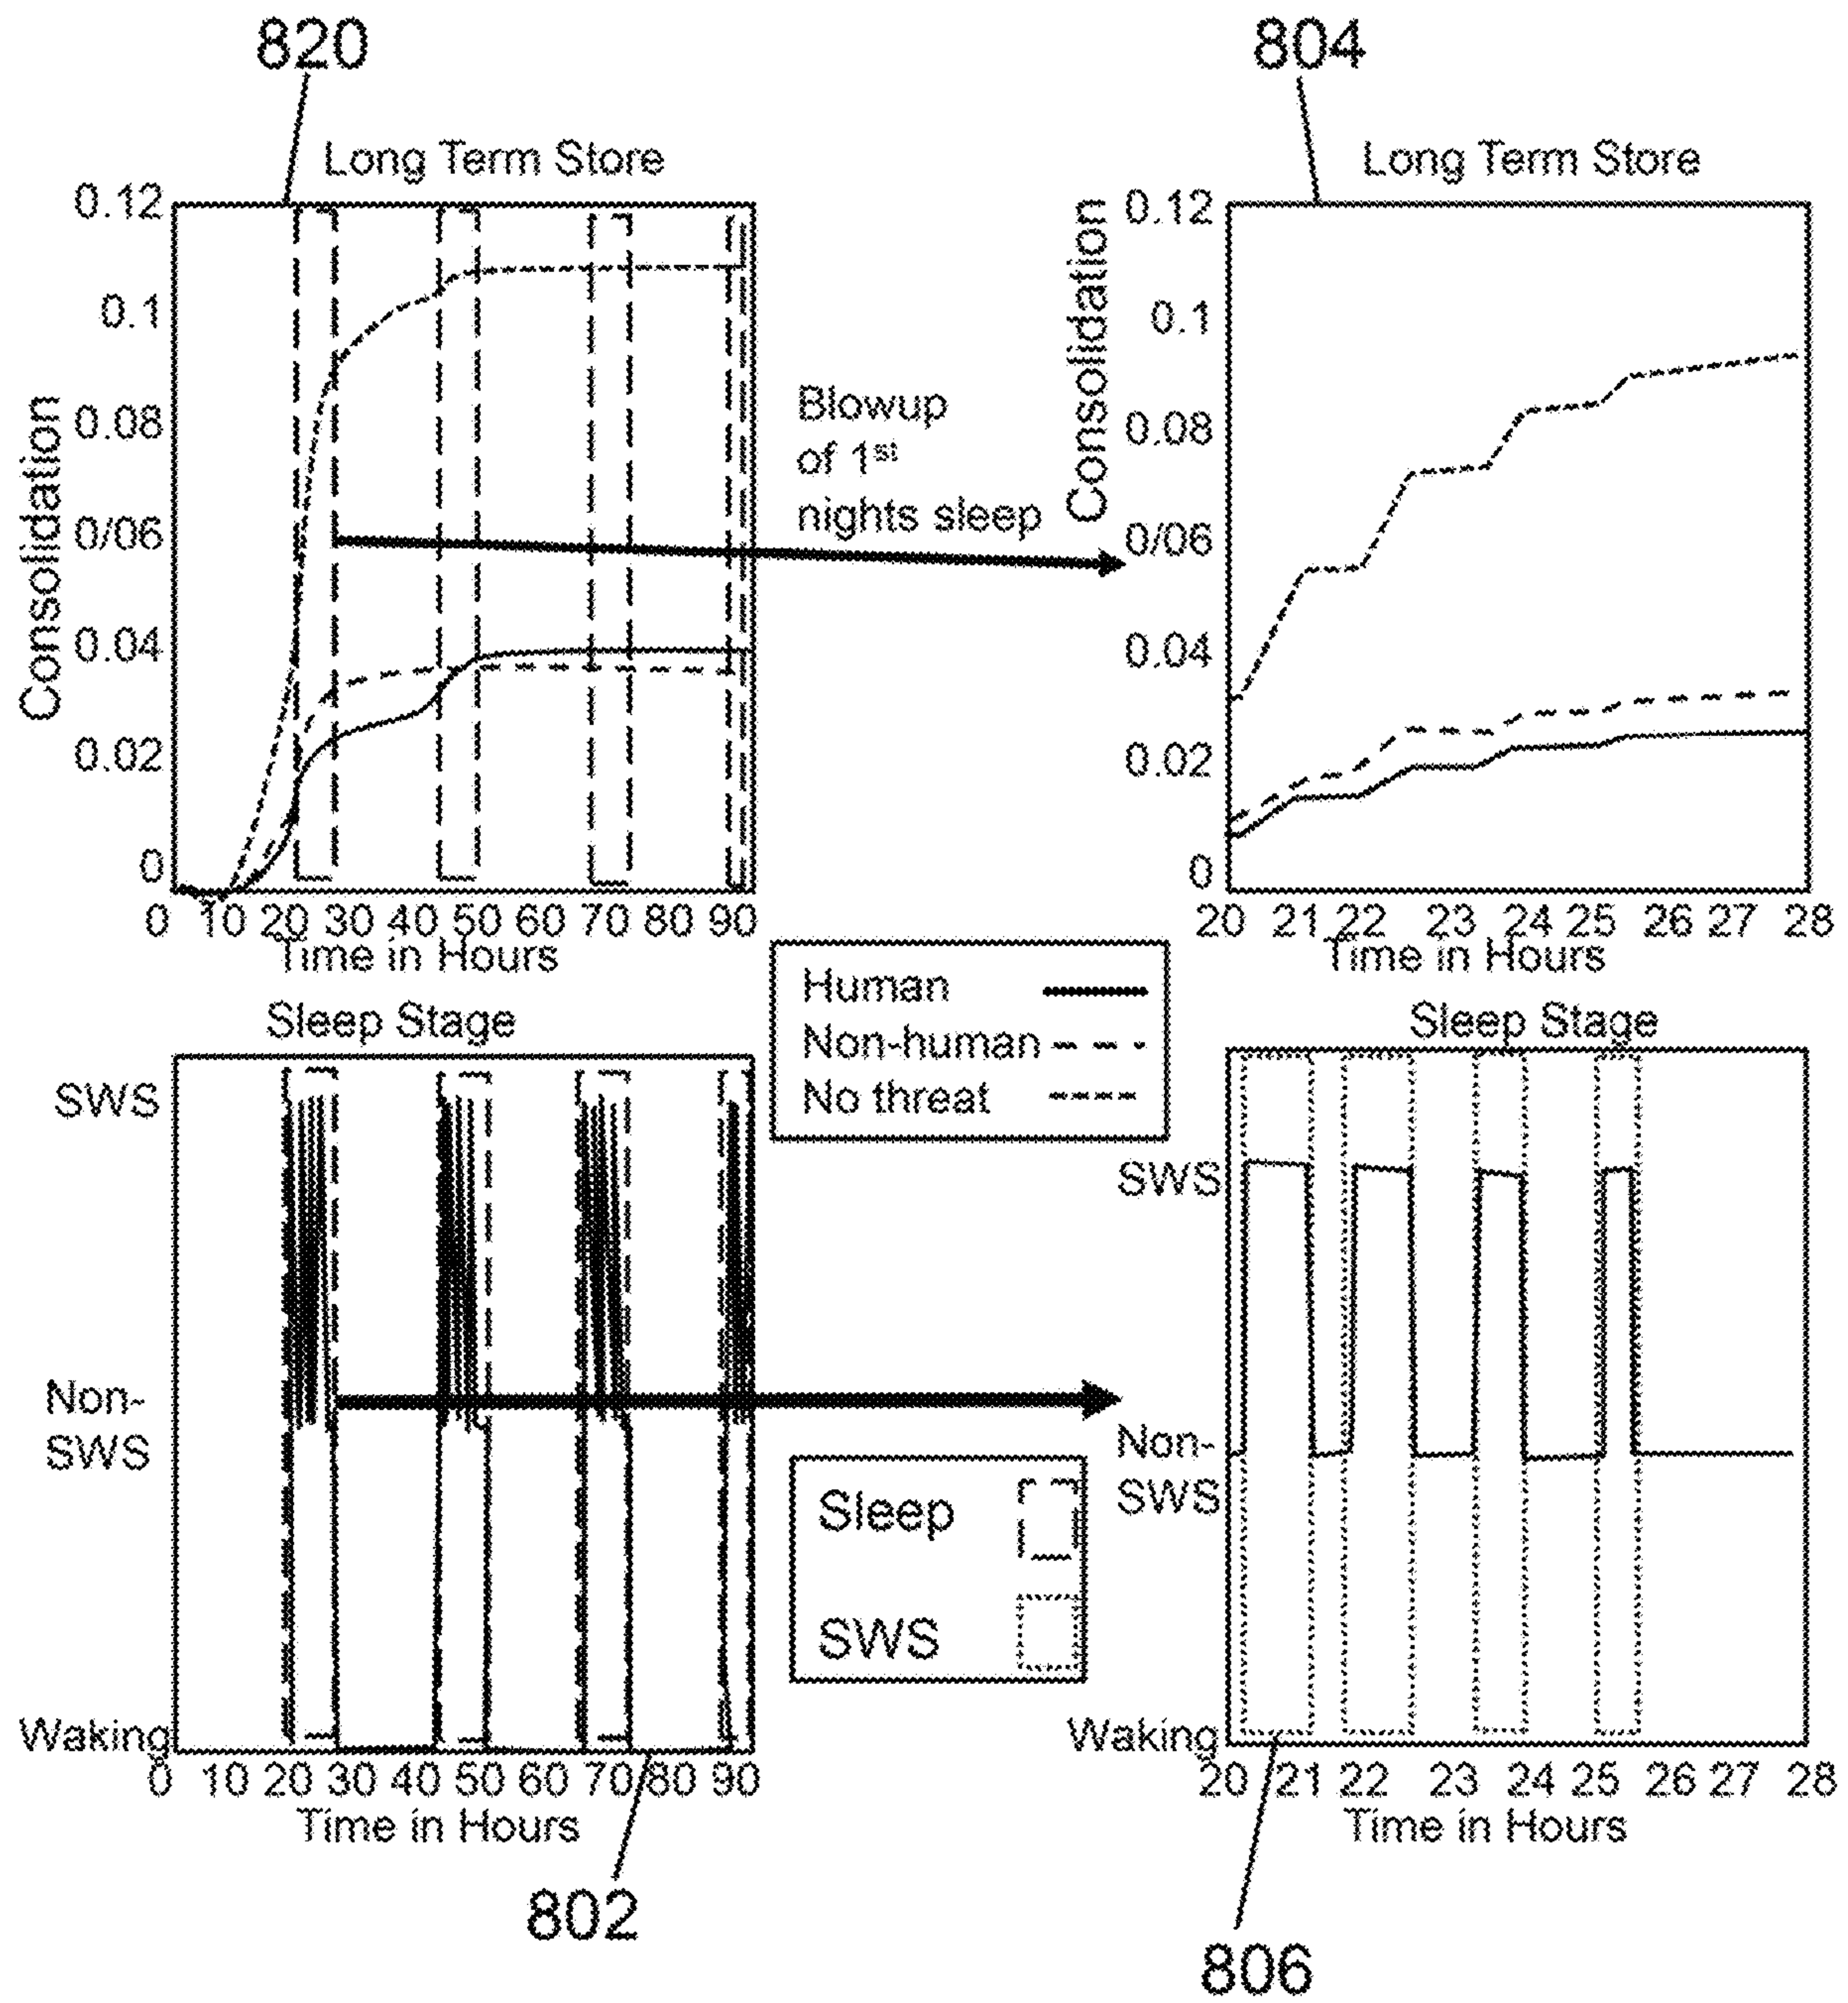 820
Long Term Store
Consolidation
0.12
0.1
0.08
0/06
0.04
0.02
0
0 10 20 30 40 50 70 80 90
Time in Hours
Blowup
of 1st
nights sleep
804
Long Term Store
Consolidation
0.12
0.1
0.08
0/06
0.04
0.02
0
20 21 22 23 24 25 26 27 28
Time in Hours
Human
Non-human
No threat
Sleep Stage
SWS
Non-
SWS
Waking
0 10 20 30 40 50 60 70 80 90
Time in Hours
802
Sleep
SWS
Sleep Stage
SWS
Non-
SWS
Waking
20 21 22 23 24 25 26 27 28
Time in Hours
806